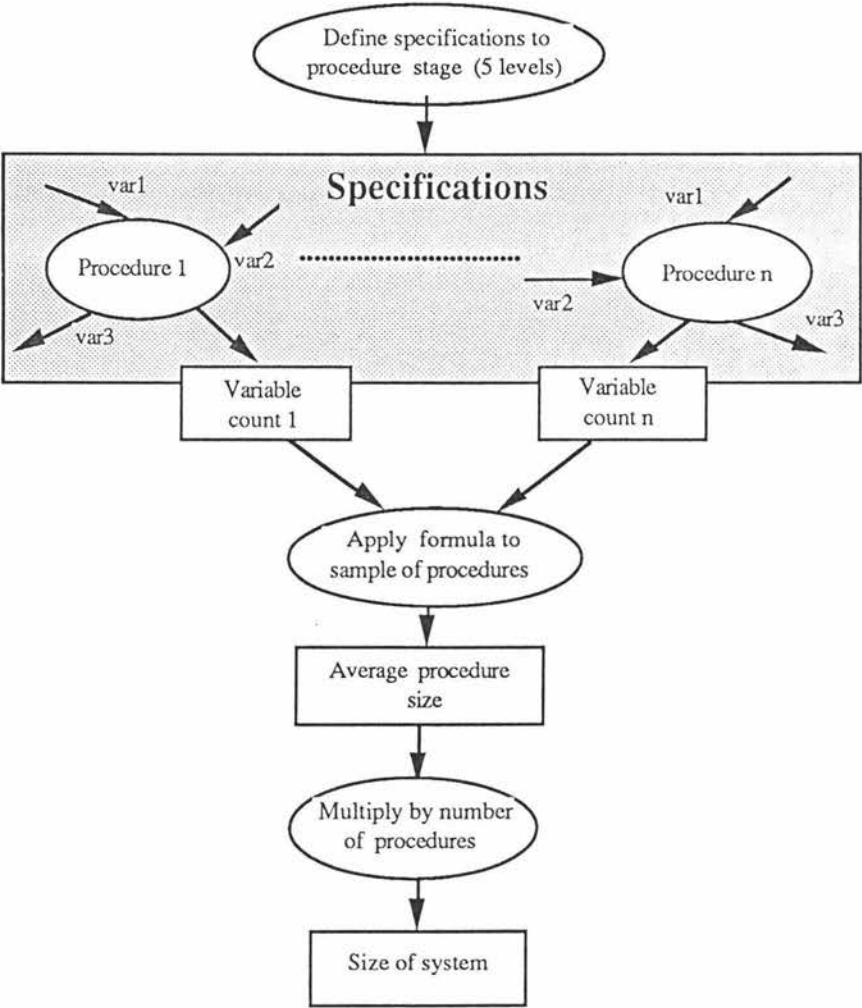 Define specifications to
procedure stage (5 levels)
Specifications
var1
var2
Procedure 1
var3
var1
Procedure n
var2
var3
Variable
count 1
Variable
count n
Apply formula to
sample of procedures
Average procedure
size
Multiply by number
of procedures
Size of system